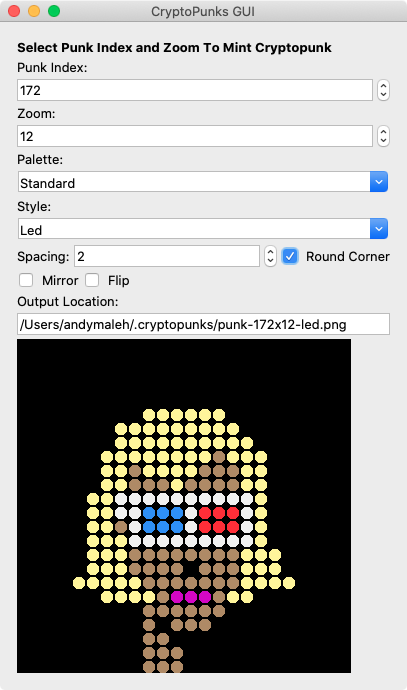 CryptoPunks GUI
Select Punk Index and Zoom To Mint Cryptopunk
Punk Index:
172
Zoom:
12
Palette:
Standard
Style:
Led
Spacing: 2 Round Corner
Mirror Flip
Output Location:
/Users/andymaleh/.cryptopunks/punk-172x12-led.png